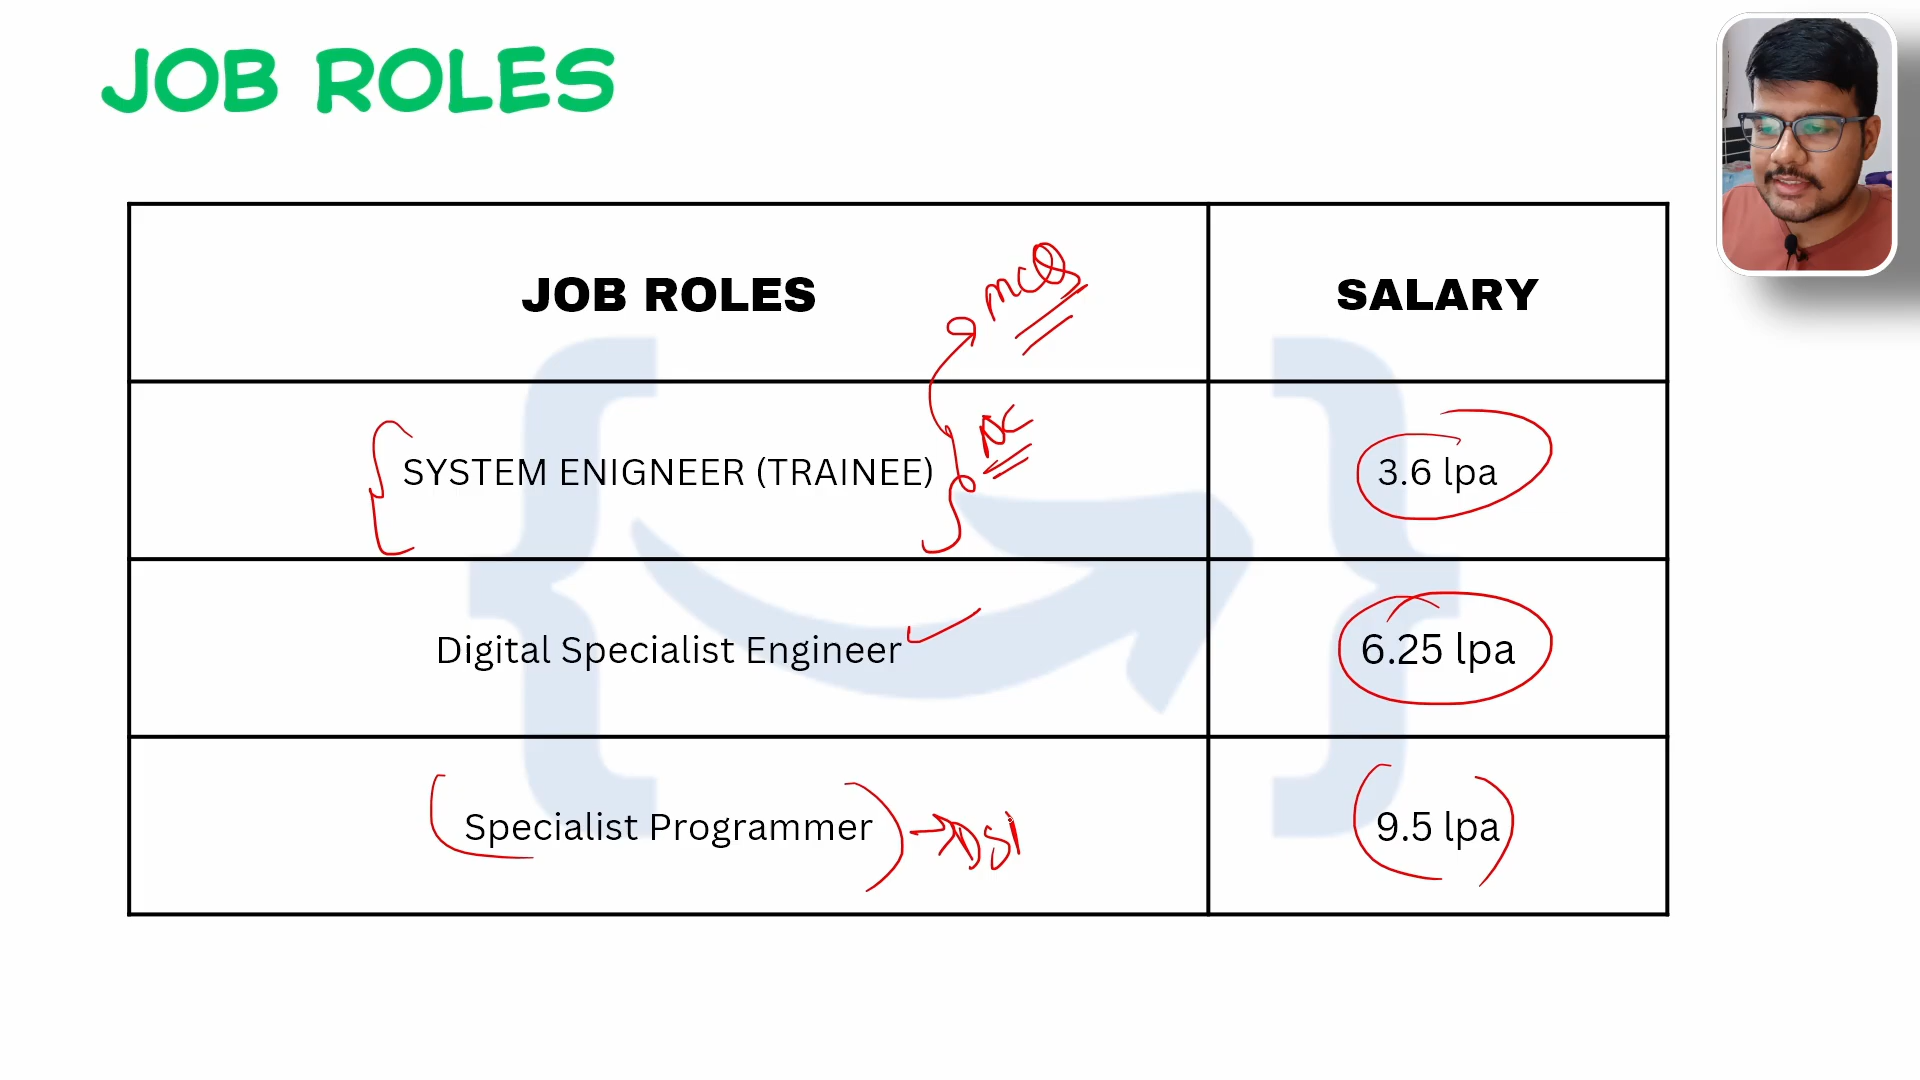 JOB ROLES
JOB ROLES
SALARY
MCQ
SYSTEM ENIGNEER (TRAINEE)
3.6 lpa
Digital Specialist Engineer
6.25 lpa
Specialist Programmer
9.5 lpa